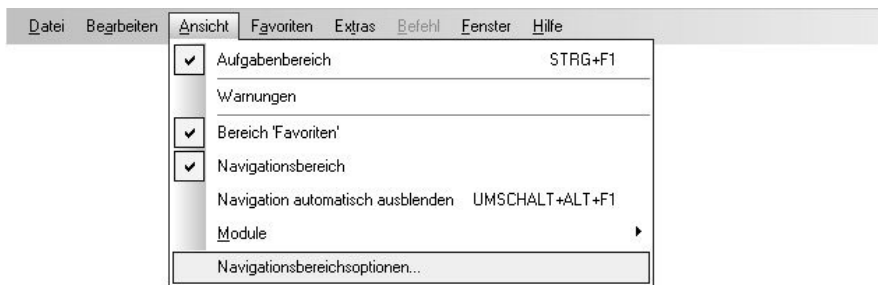 Datei Bearbeiten Ansicht Favoriten Extras Befehl Fenster Hilfe
Aufgabenbereich STRG+F1
Warnungen
Bereich 'Favoriten'
Navigationsbereich
Navigation automatisch ausblenden UMSCHALT+ALT+F1
Module
Navigationsbereichsoptionen...